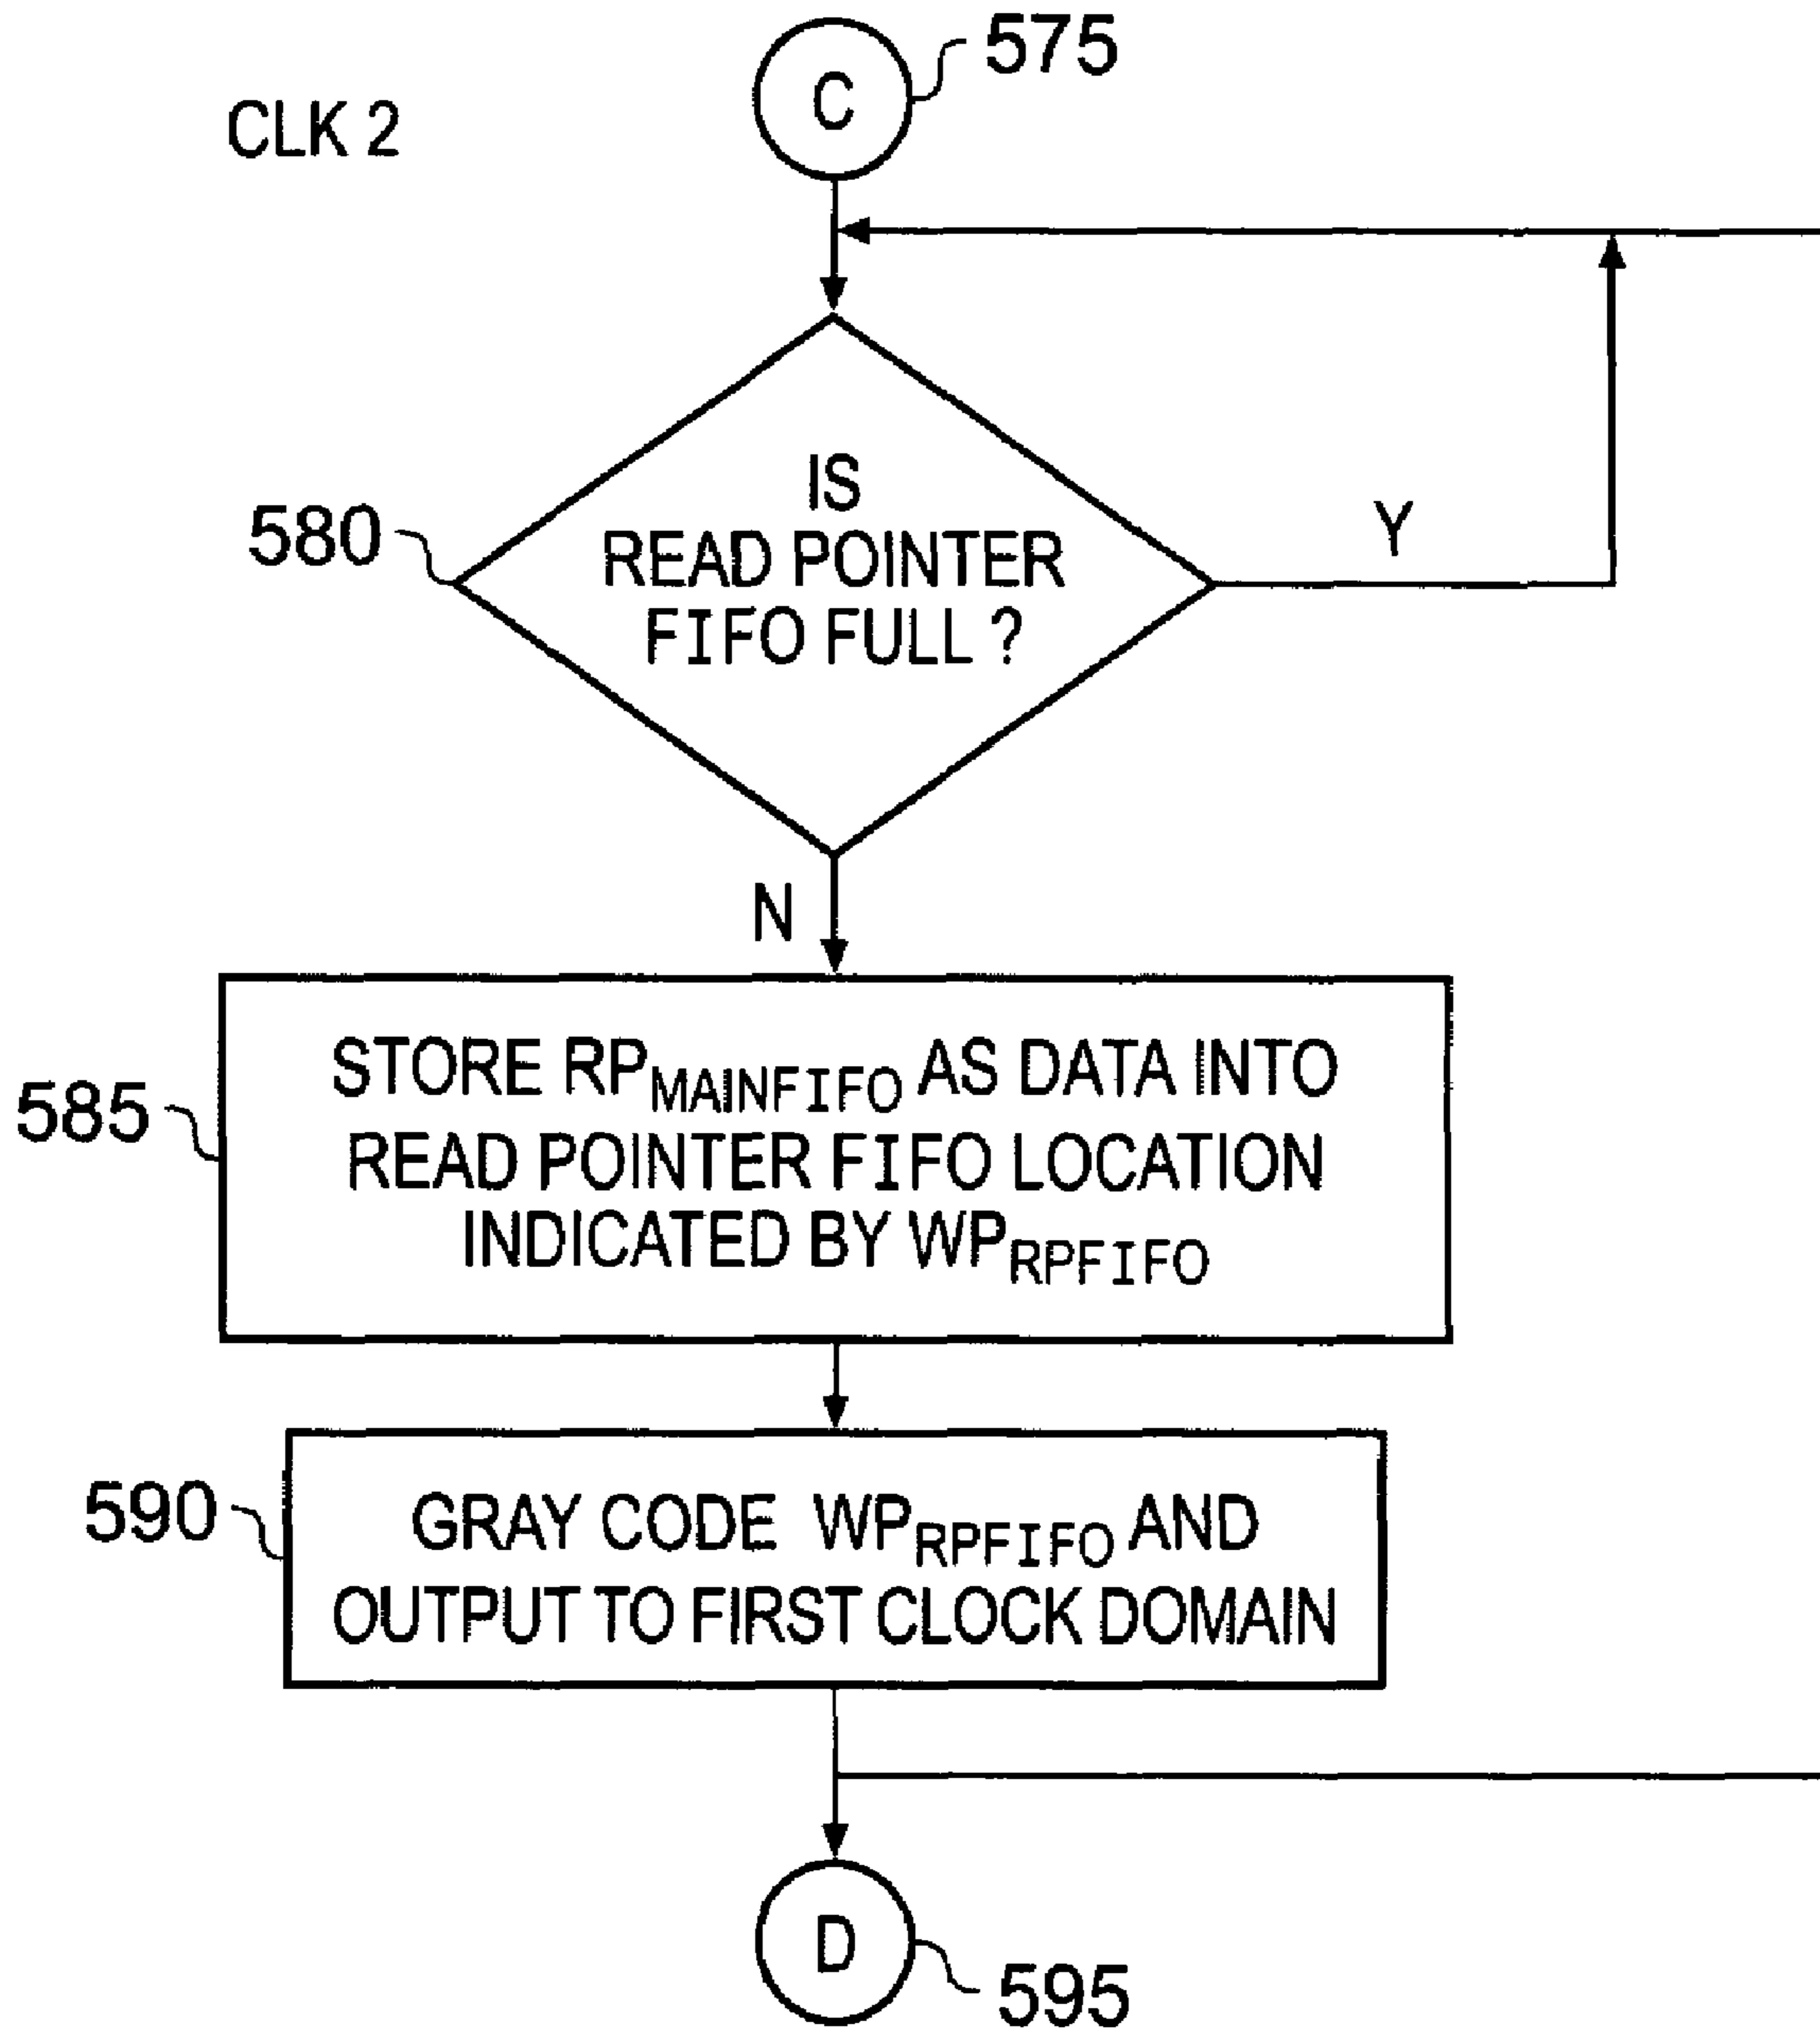 575
C
CLK 2
IS
580
READ POINTER
Y
FIFO FULL ?
N
STORE RPMAINFIFO AS DATA INTO
585
READ POINTER FIFO LOCATION
INDICATED BY WPRPFIFO
590
GRAY CODE WPRPFIFO AND
OUTPUT TO FIRST CLOCK DOMAIN
D
595